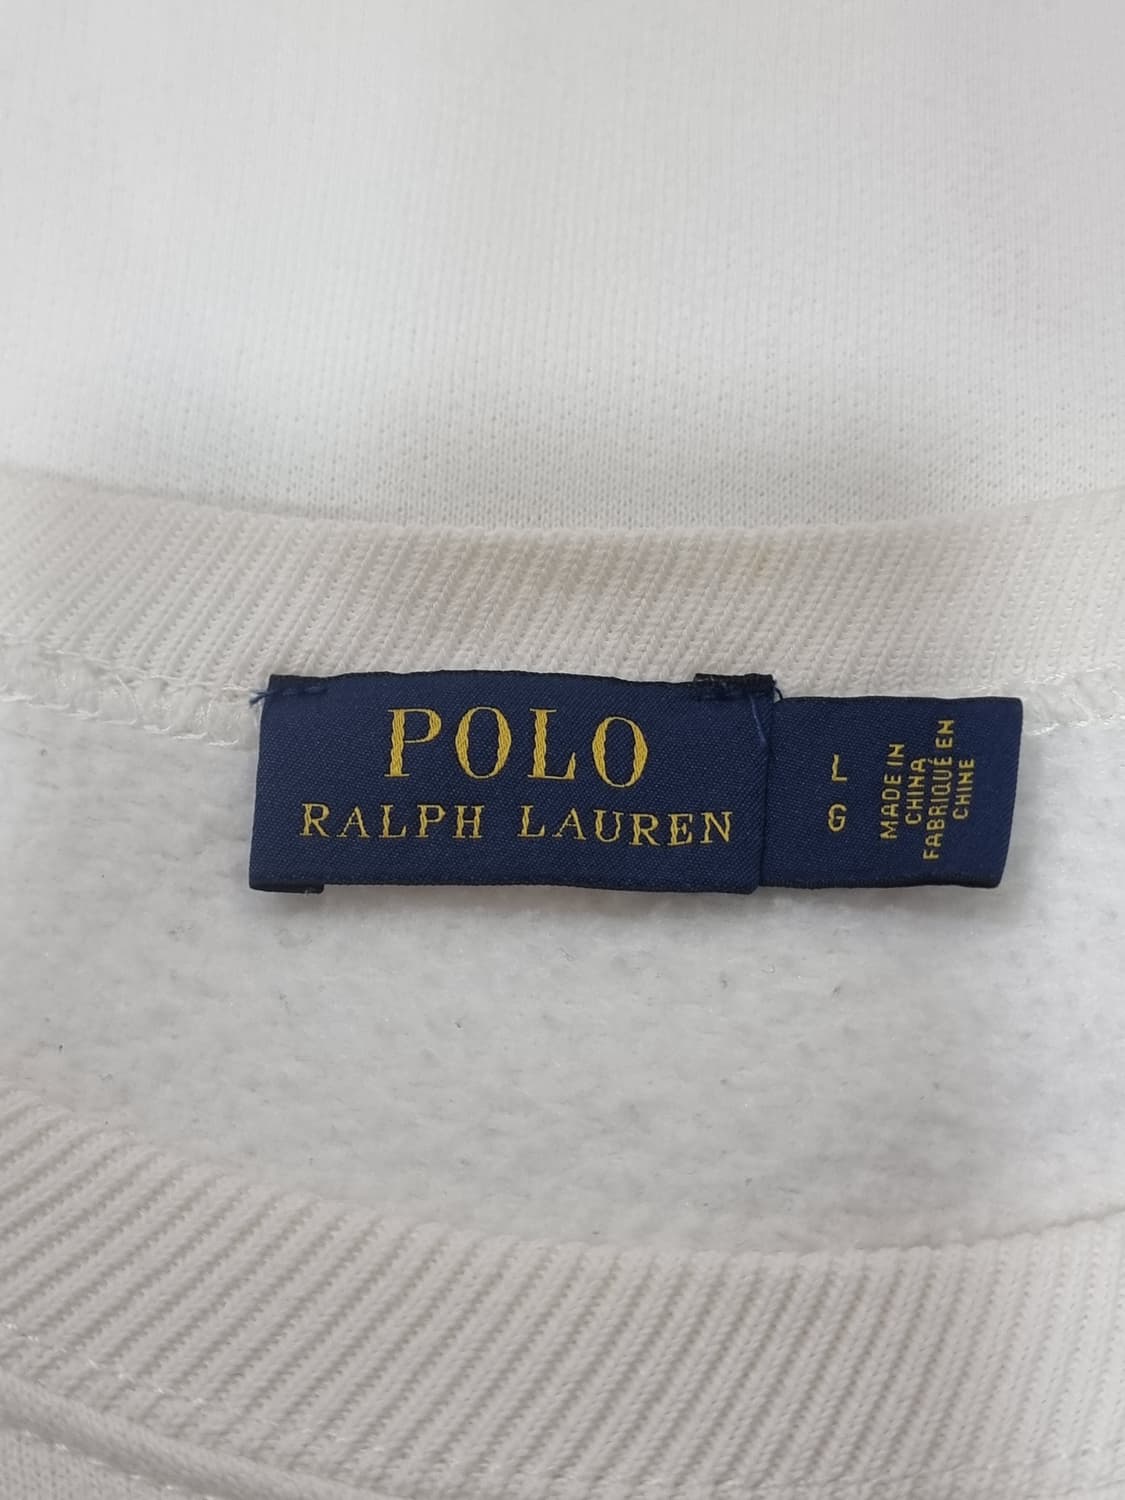 POLO
RALPH LAUREN
L
G
MADE IN
CHINA
FABRIQUÉ EN
CHINE